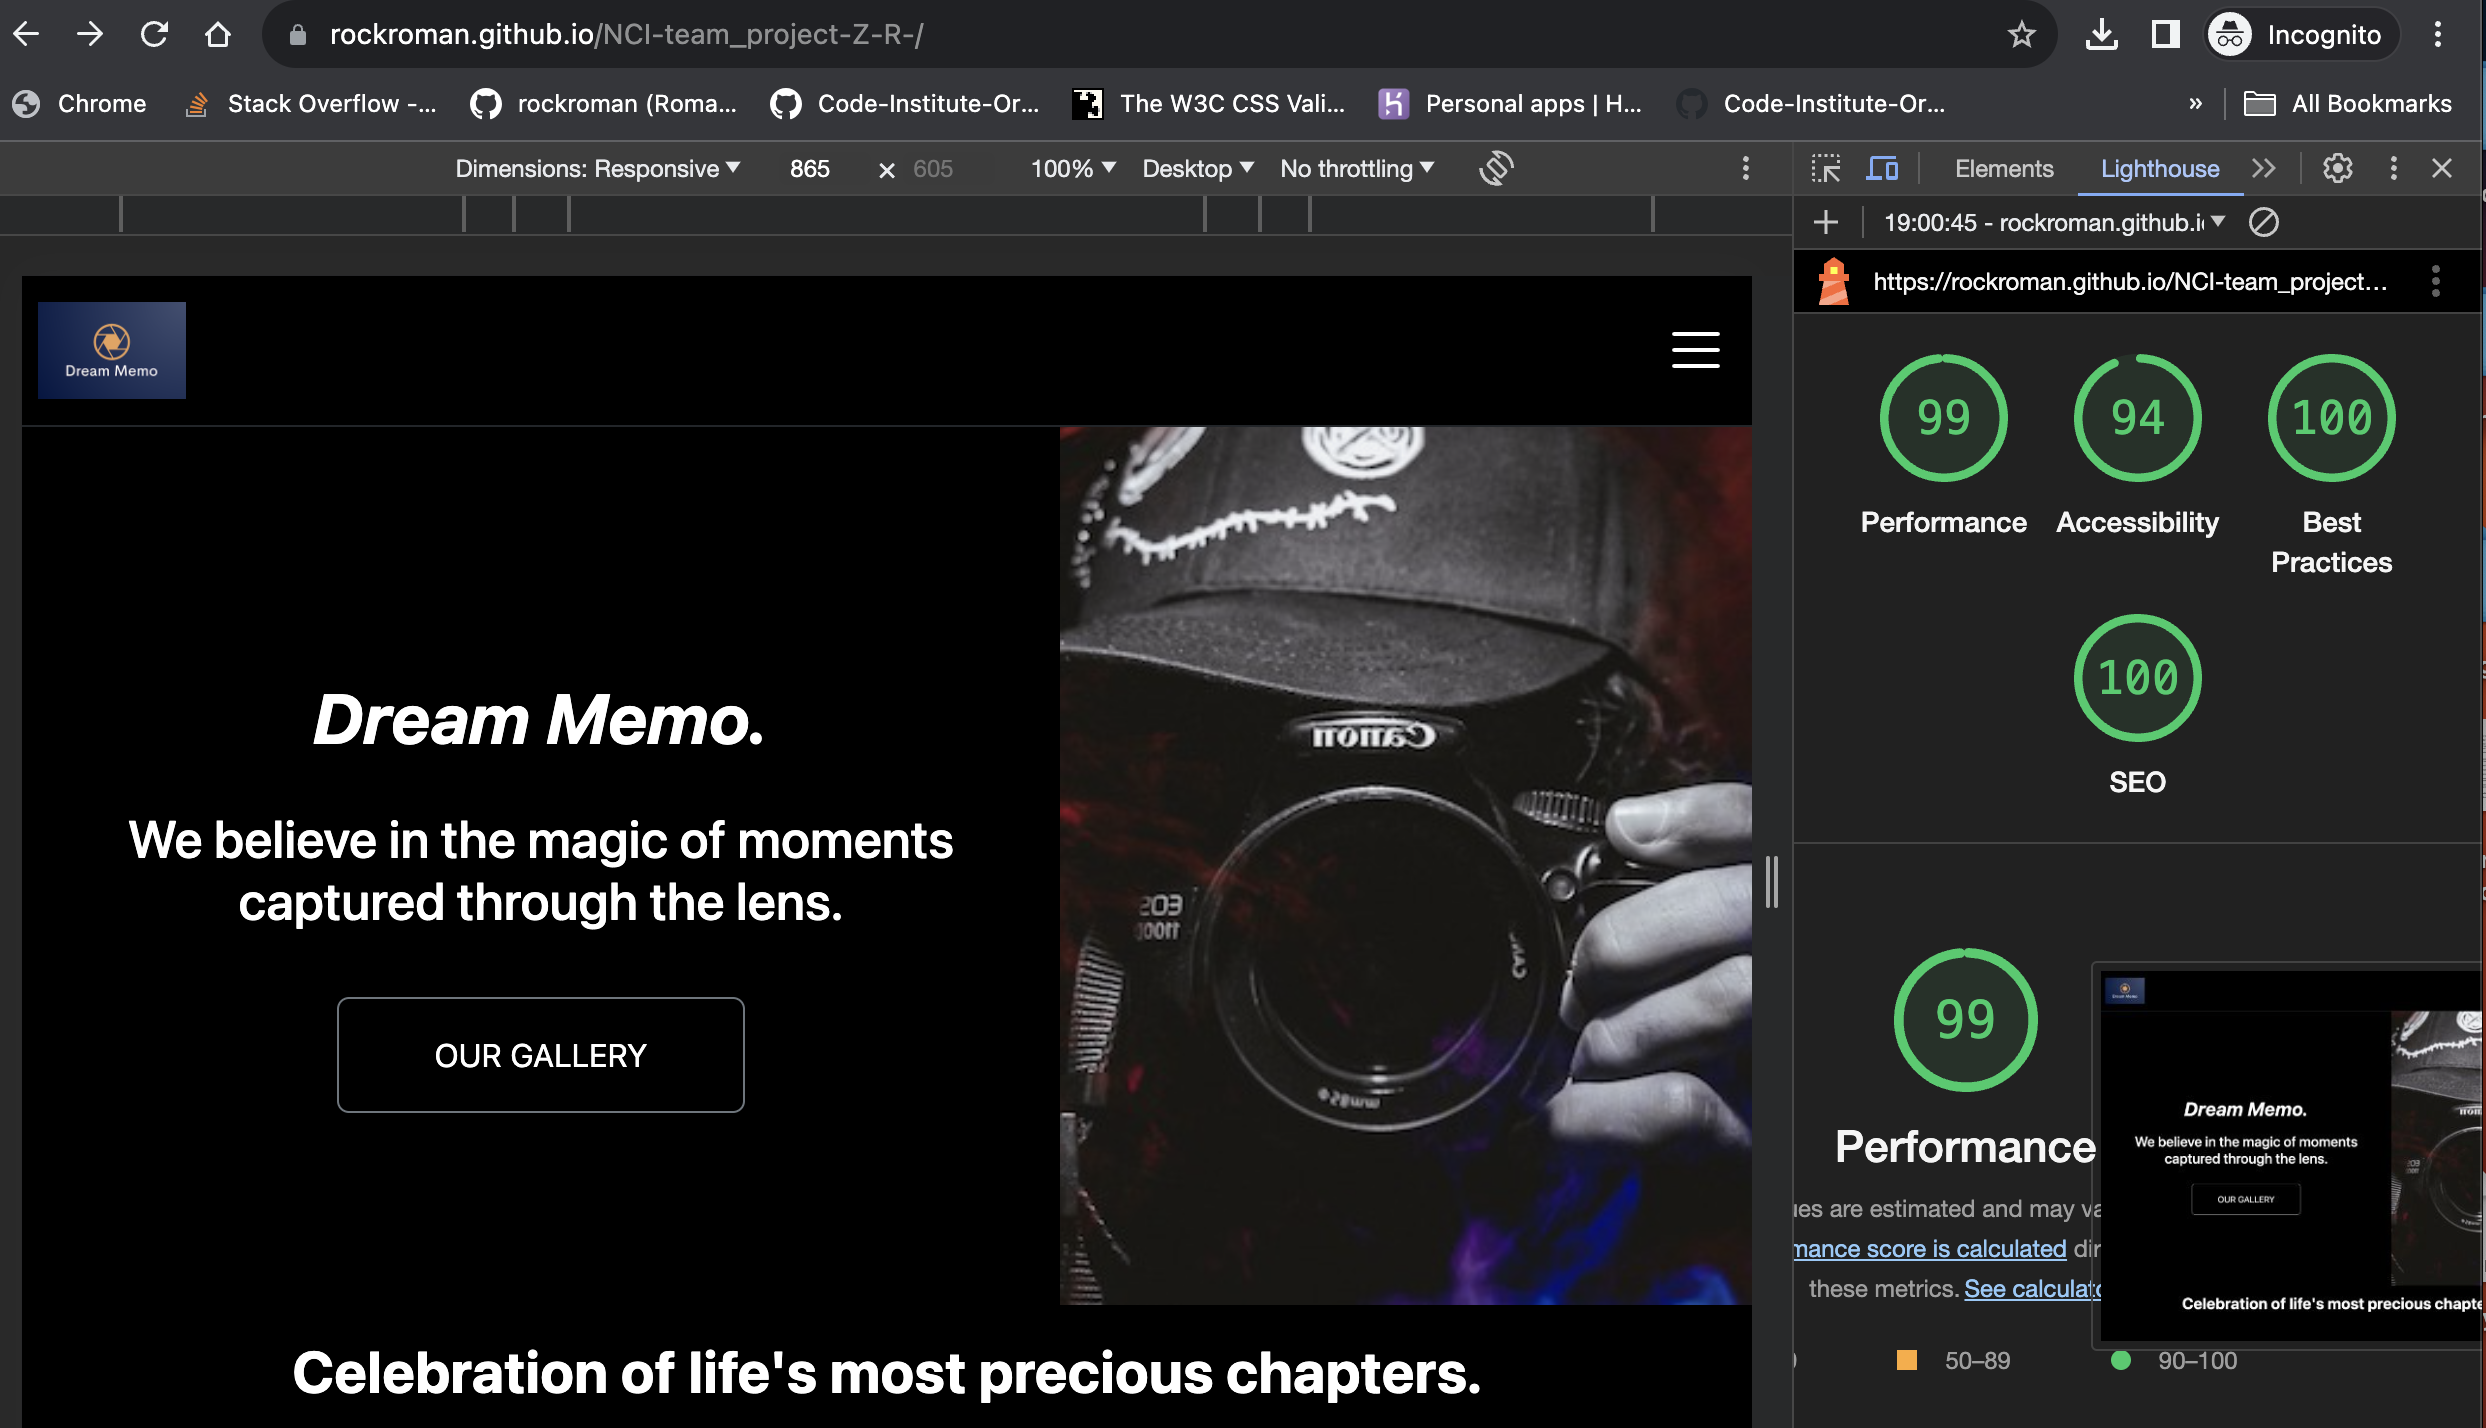 rockroman.github.io/NCI-team_project-Z-R-/
Incognito
Chrome
Stack Overflow -...
rockroman (Roma...
Code-Institute-Or...
The W3C CSS Vali...
Personal apps | H...
Code-Institute-Or...
»
All Bookmarks
Dimensions: Responsive
865
×
605
100%
Desktop
No throttling
Elements
Lighthouse
19:00:45 - rockroman.github.i
https://rockroman.github.io/NCI-team_project...
Dream Memo
99
Performance
94
Accessibility
100
Best
Practices
100
SEO
Canon
EOS
1100D
Dream Memo.
We believe in the magic of moments
captured through the lens.
OUR GALLERY
Celebration of life's most precious chapters.
99
Performance
ues are estimated and may va
mance score is calculated dir
these metrics. See calculato
50–89
90–100
Dream Memo.
We believe in the magic of moments
captured through the lens.
OUR GALLERY
Celebration of life's most precious chapte